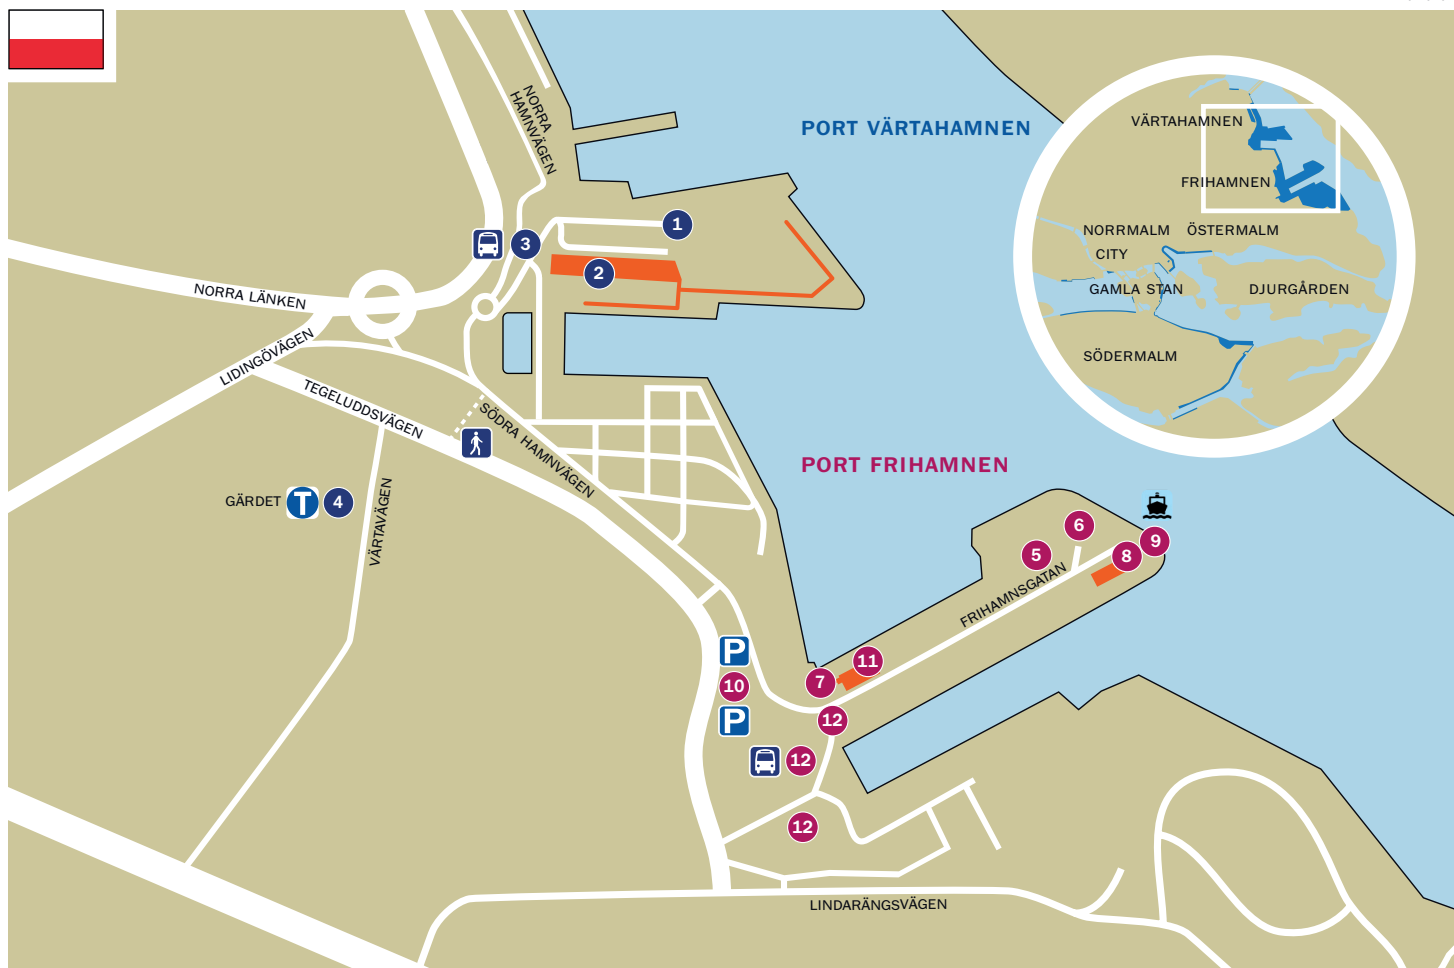 NORRA
HAMNVÄGEN
PORT VÄRTAHAMNEN
VÄRTAHAMNEN
FRIHAMNEN
NORRMALM
ÖSTERMALM
CITY
GAMLA STAN
DJURGÅRDEN
SÖDERMALM
1
3
2
NORRA LÄNKEN
LIDINGÖVÄGEN
TEGELUDDSVÄGEN
SÖDRA HAMNVÄGEN
PORT FRIHAMNEN
GÄRDET
T
4
VÄRTAVÄGEN
6
5
9
8
FRIHAMNSGATAN
P
11
7
10
P
12
12
12
LINDARÄNGSVÄGEN